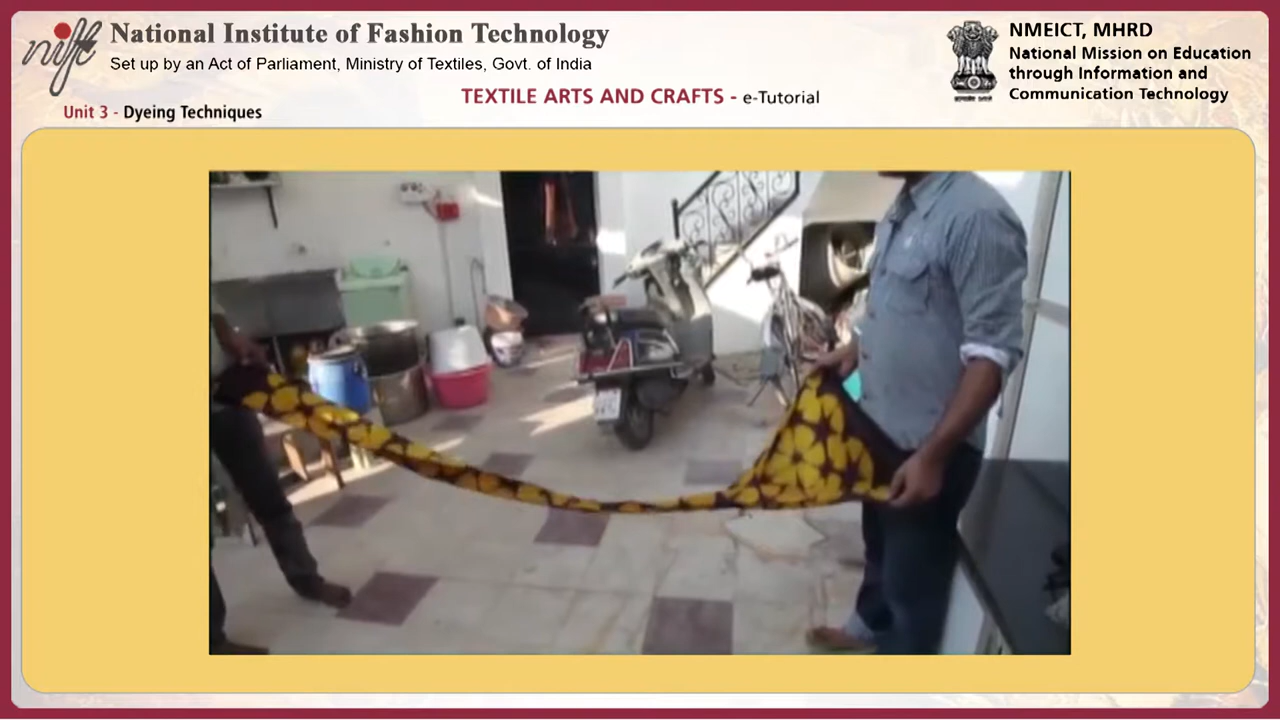 nift
National Institute of Fashion Technology
Set up by an Act of Parliament, Ministry of Textiles, Govt. of India
Unit 3 - Dyeing Techniques
TEXTILE ARTS AND CRAFTS - e-Tutorial
NMEICT, MHRD
National Mission on Education
through Information and
Communication Technology